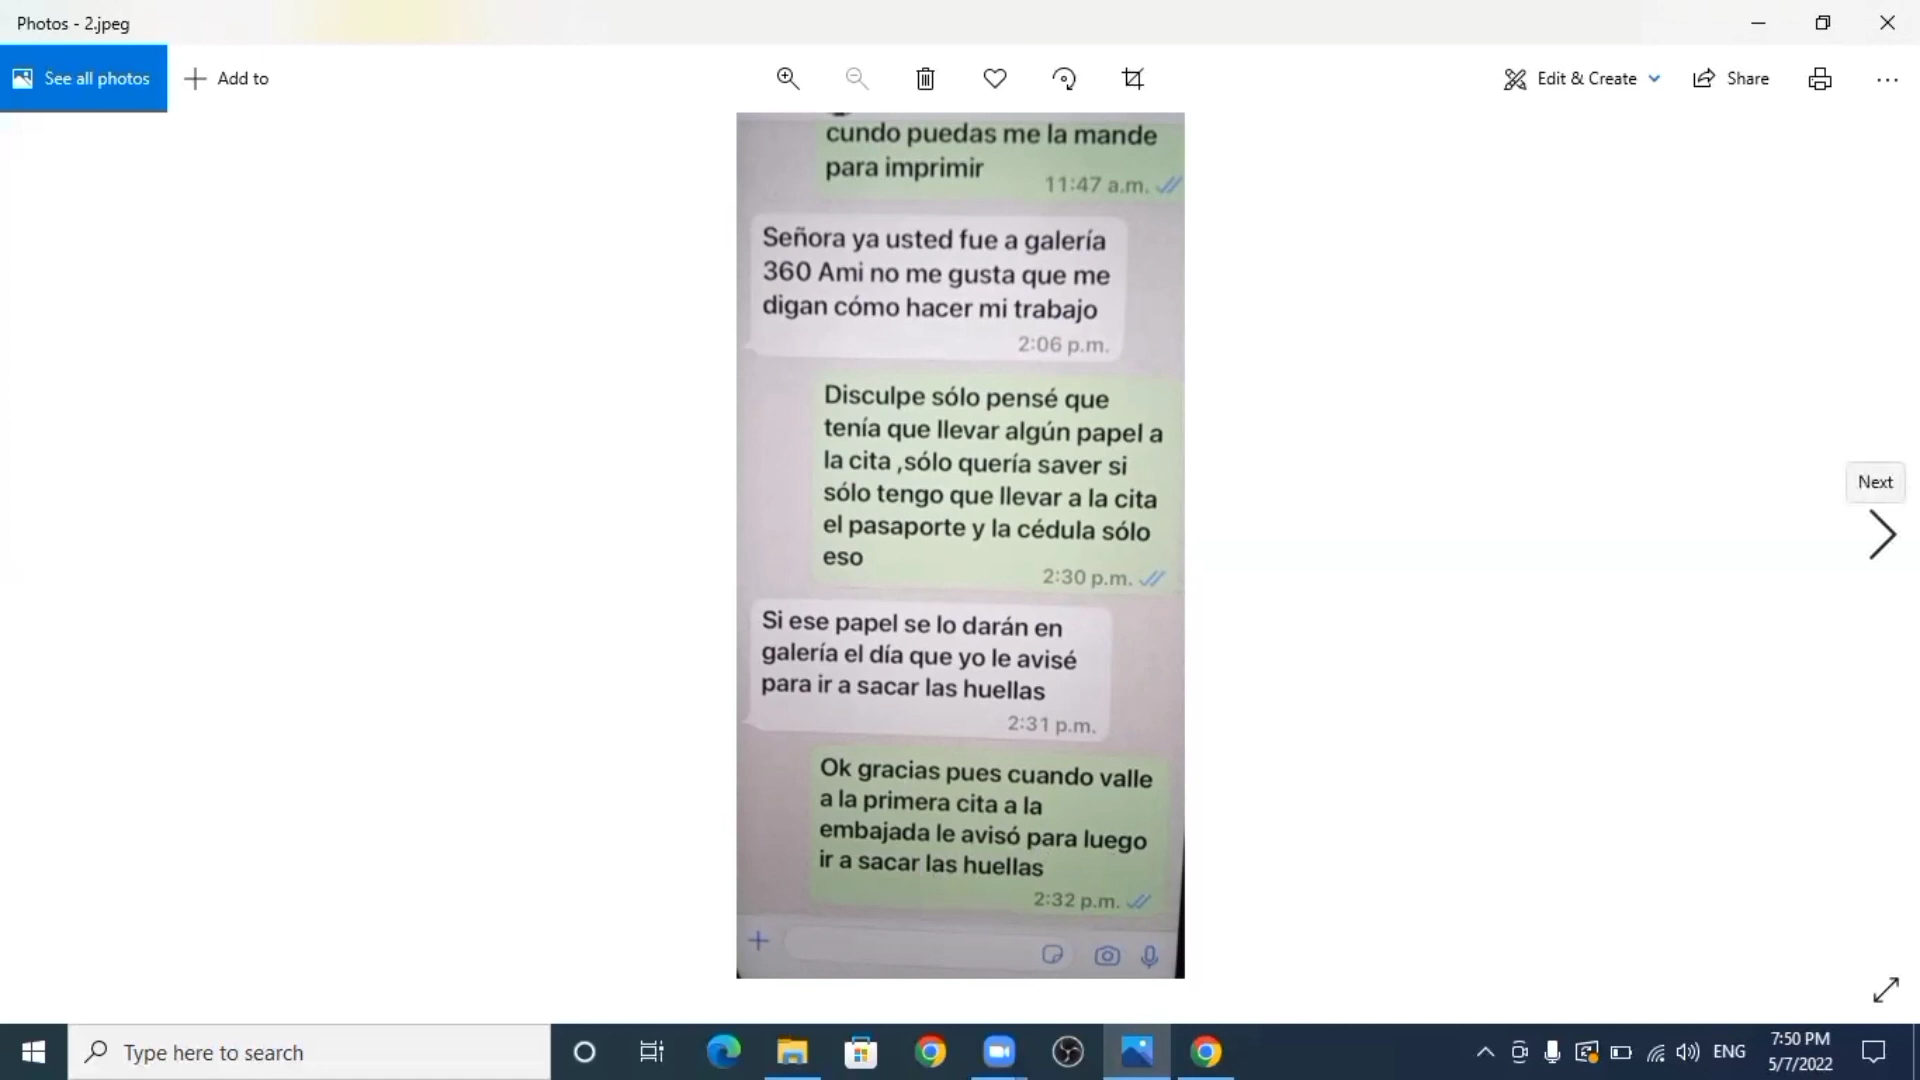 Photos - 2.jpeg
See all photos
Add to
Edit & Create
Share
cundo puedas me la mande
para imprimir
11:47 a.m.
Señora ya usted fue a galería
360 Ami no me gusta que me
digan cómo hacer mi trabajo
2:06 p.m.
Disculpe sólo pensé que
tenía que llevar algún papel a
la cita ,sólo quería saver si
sólo tengo que llevar a la cita
el pasaporte y la cédula sólo
eso
2:30 p.m.
Next
Si ese papel se lo darán en
galería el día que yo le avisé
para ir a sacar las huellas
2:31 p.m.
Ok gracias pues cuando valle
a la primera cita a la
embajada le avisó para luego
ir a sacar las huellas
2:32 p.m.
Type here to search
ENG
7:50 PM
5/7/2022